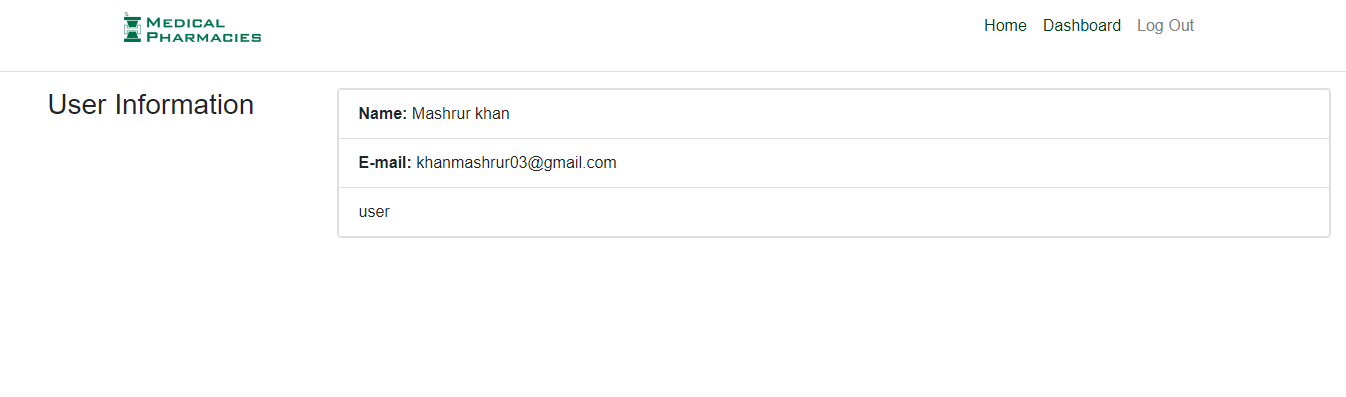 MEDICAL
PHARMACIES
Home Dashboard Log Out
User Information
Name: Mashrur khan
E-mail: khanmashrur03@gmail.com
user